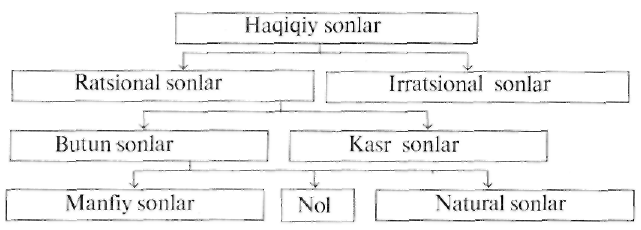 Haqiqiy sonlar
Ratsional sonlar
Irratsional sonlar
Butun sonlar
Kasr sonlar
Manfiy sonlar
Nol
Natural sonlar